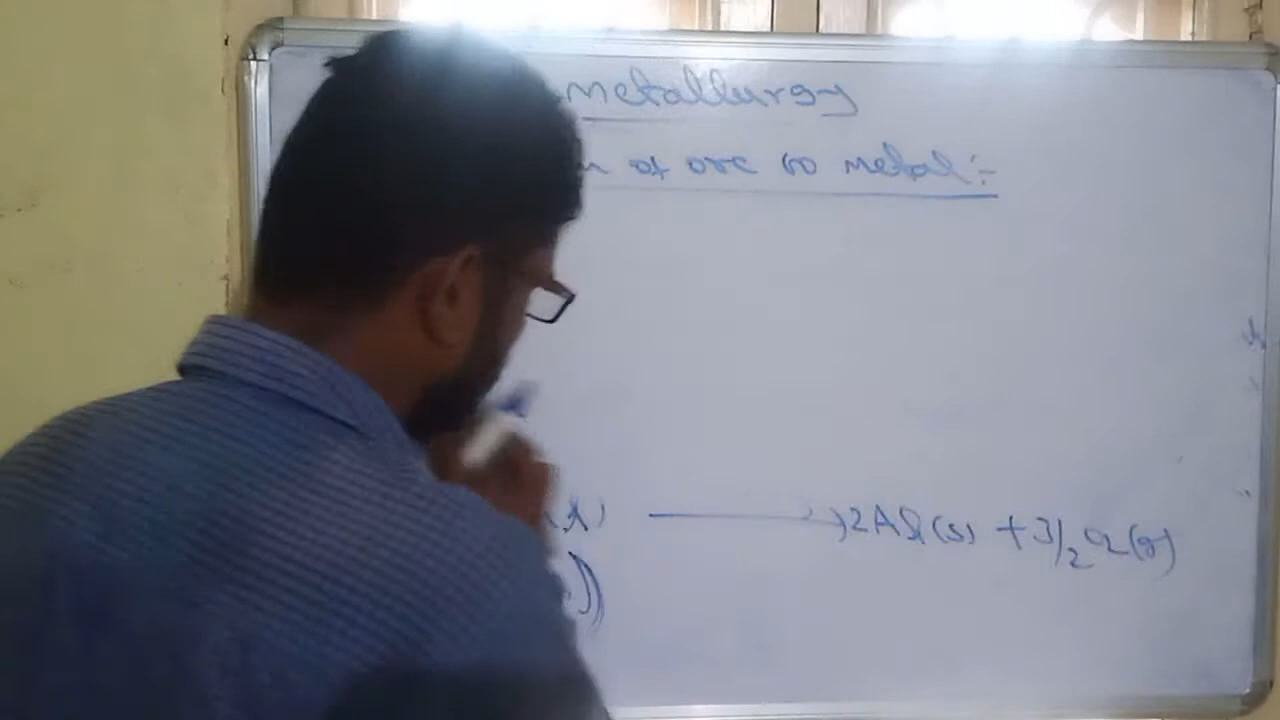 metallurgy
of ore to metal :-
⟶ 2Al(s) + 3/2 O2(g)